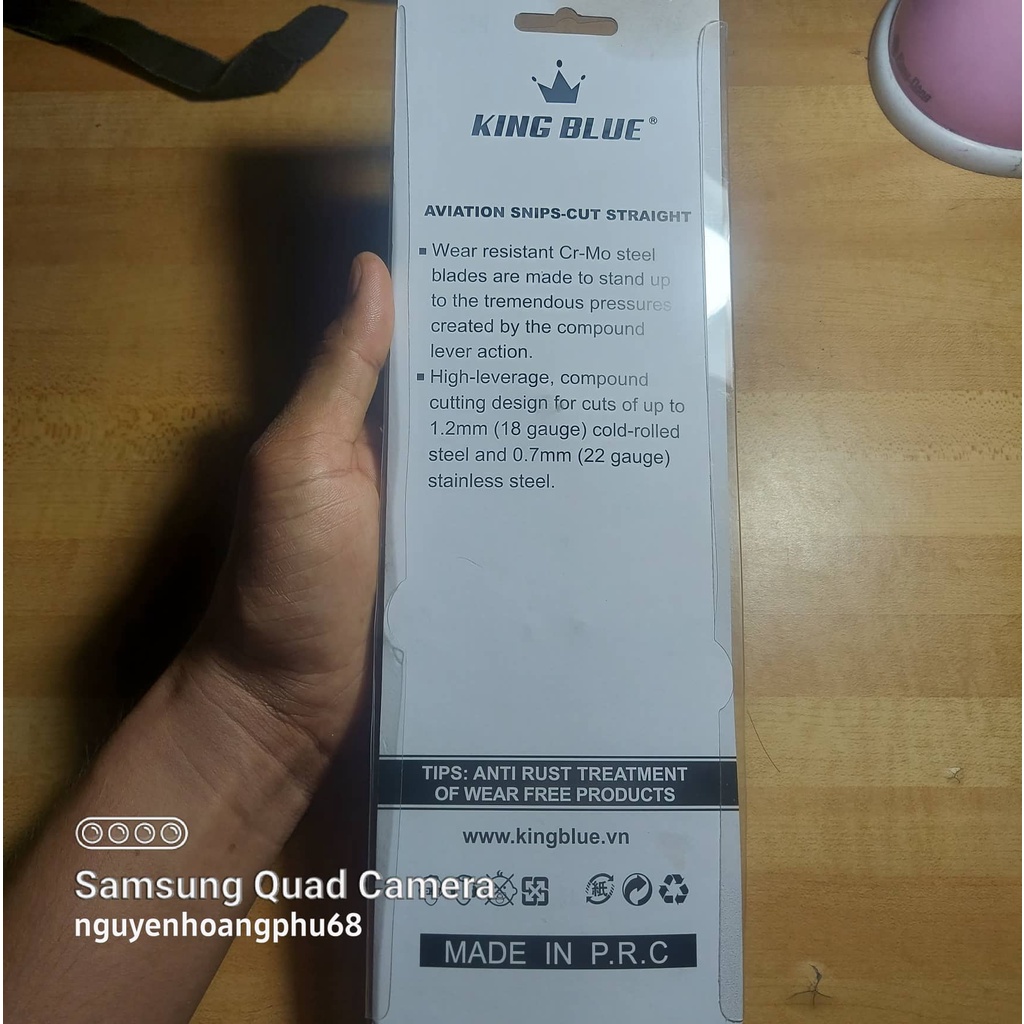 KING BLUE®
AVIATION SNIPS-CUT STRAIGHT
▪ Wear resistant Cr-Mo steel
blades are made to stand up
to the tremendous pressures
created by the compound
lever action.
▪ High-leverage, compound
cutting design for cuts of up to
1.2mm (18 gauge) cold-rolled
steel and 0.7mm (22 gauge)
stainless steel.
TIPS: ANTI RUST TREATMENT
OF WEAR FREE PRODUCTS
www.kingblue.vn
紙
MADE IN P.R.C
Samsung Quad Camera
nguyenhoangphu68